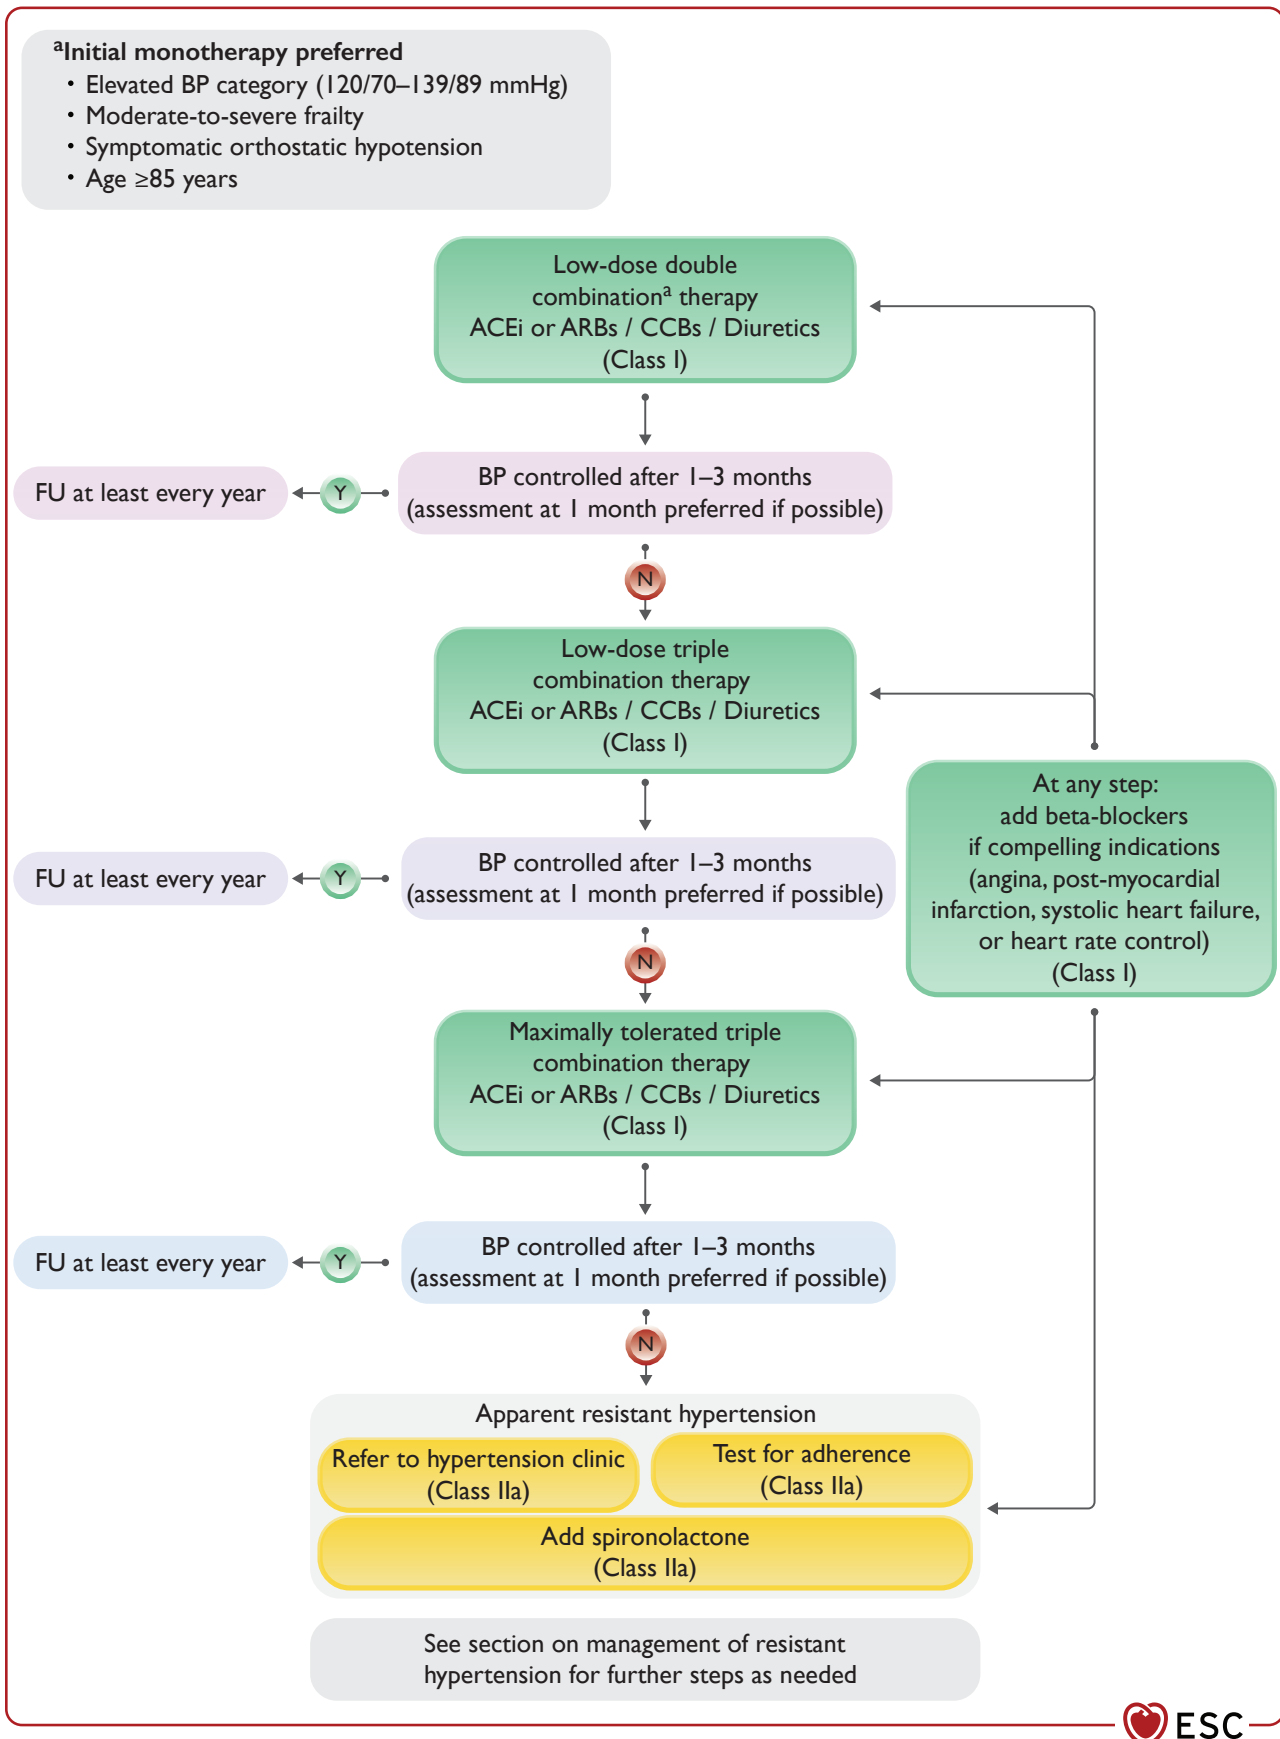 aInitial monotherapy preferred
• Elevated BP category (120/70–139/89 mmHg)
• Moderate-to-severe frailty
• Symptomatic orthostatic hypotension
• Age ≥85 years
Low-dose double
combinationa therapy
ACEi or ARBs / CCBs / Diuretics
(Class I)
FU at least every year
Y
BP controlled after 1–3 months
(assessment at 1 month preferred if possible)
N
Low-dose triple
combination therapy
ACEi or ARBs / CCBs / Diuretics
(Class I)
At any step:
add beta-blockers
if compelling indications
(angina, post-myocardial
infarction, systolic heart failure,
or heart rate control)
(Class I)
FU at least every year
Y
BP controlled after 1–3 months
(assessment at 1 month preferred if possible)
N
Maximally tolerated triple
combination therapy
ACEi or ARBs / CCBs / Diuretics
(Class I)
FU at least every year
Y
BP controlled after 1–3 months
(assessment at 1 month preferred if possible)
N
Apparent resistant hypertension
Refer to hypertension clinic
(Class IIa)
Test for adherence
(Class IIa)
Add spironolactone
(Class IIa)
See section on management of resistant
hypertension for further steps as needed
ESC